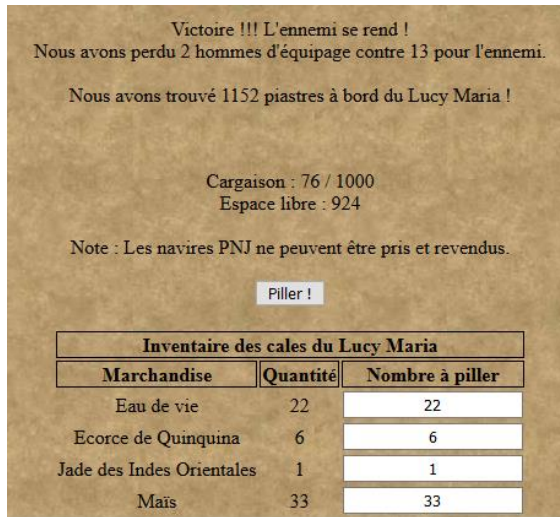 Victoire !!! L'ennemi se rend !
Nous avons perdu 2 hommes d'équipage contre 13 pour l'ennemi.
Nous avons trouvé 1152 piastres à bord du Lucy Maria !
Cargaison : 76 / 1000
Espace libre : 924
Note : Les navires PNJ ne peuvent être pris et revendus.
Piller !
Inventaire des cales du Lucy Maria
Marchandise Quantité Nombre à piller
Eau de vie 22 22
Ecorce de Quinquina 6 6
Jade des Indes Orientales 1 1
Maïs 33 33